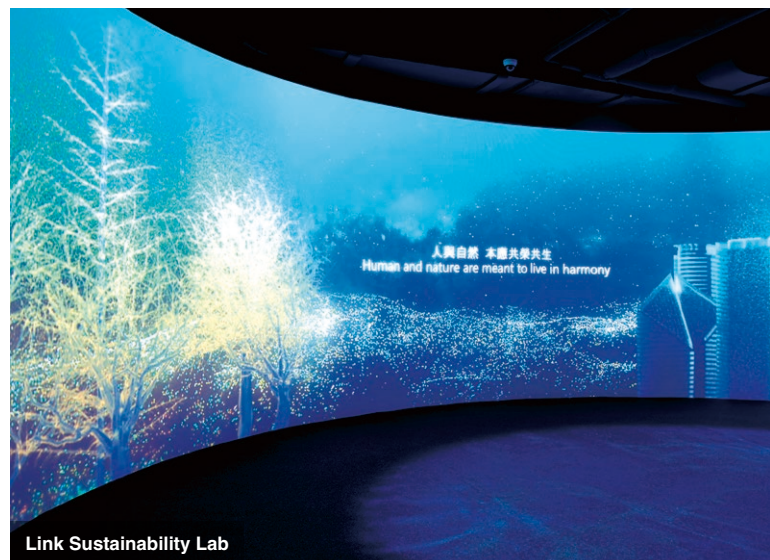 人與自然 本應共榮共生
Human and nature are meant to live in harmony
Link Sustainability Lab